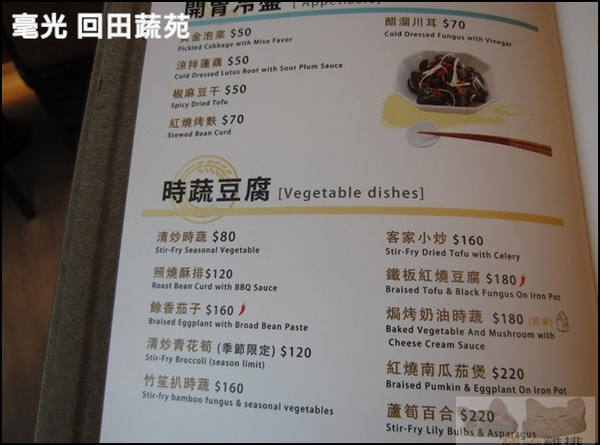 毫光 回田蔬苑
開胃冷盤 [Appetizers]
黃金泡菜 $50
Pickled Cabbage with Miso Favor
涼拌蓮藕 $50
Cold Dressed Lutus Root with Sour Plum Sauce
椒麻豆干 $50
Spicy Dried Tofu
紅燒烤麩 $70
Stewed Bean Curd
醋溜川耳 $70
Cold Dressed Fungus with Vinegar
時蔬豆腐 [Vegetable dishes]
清炒時蔬 $80
Stir-Fry Seasonal Vegetable
照燒酥排 $120
Roast Bean Curd with BBQ Sauce
餘香茄子 $160
Braised Eggplant with Broad Bean Paste
清炒青花筍 (季節限定) $120
Stir-Fry Broccoli (season limit)
竹笙扒時蔬 $160
Stir-fry bamboo fungus & seasonal vegetables
客家小炒 $160
Stir-Fry Dried Tofu with Celery
鐵板紅燒豆腐 $180
Braised Tofu & Black Fungus On Iron Pot
焗烤奶油時蔬 $180 (奶素)
Baked Vegetable And Mushroom with
Cheese Cream Sauce
紅燒南瓜茄煲 $220
Braised Pumkin & Eggplant On Iron Pot
蘆筍百合 $220
Stir-Fry Lily Bulbs & Asparagus